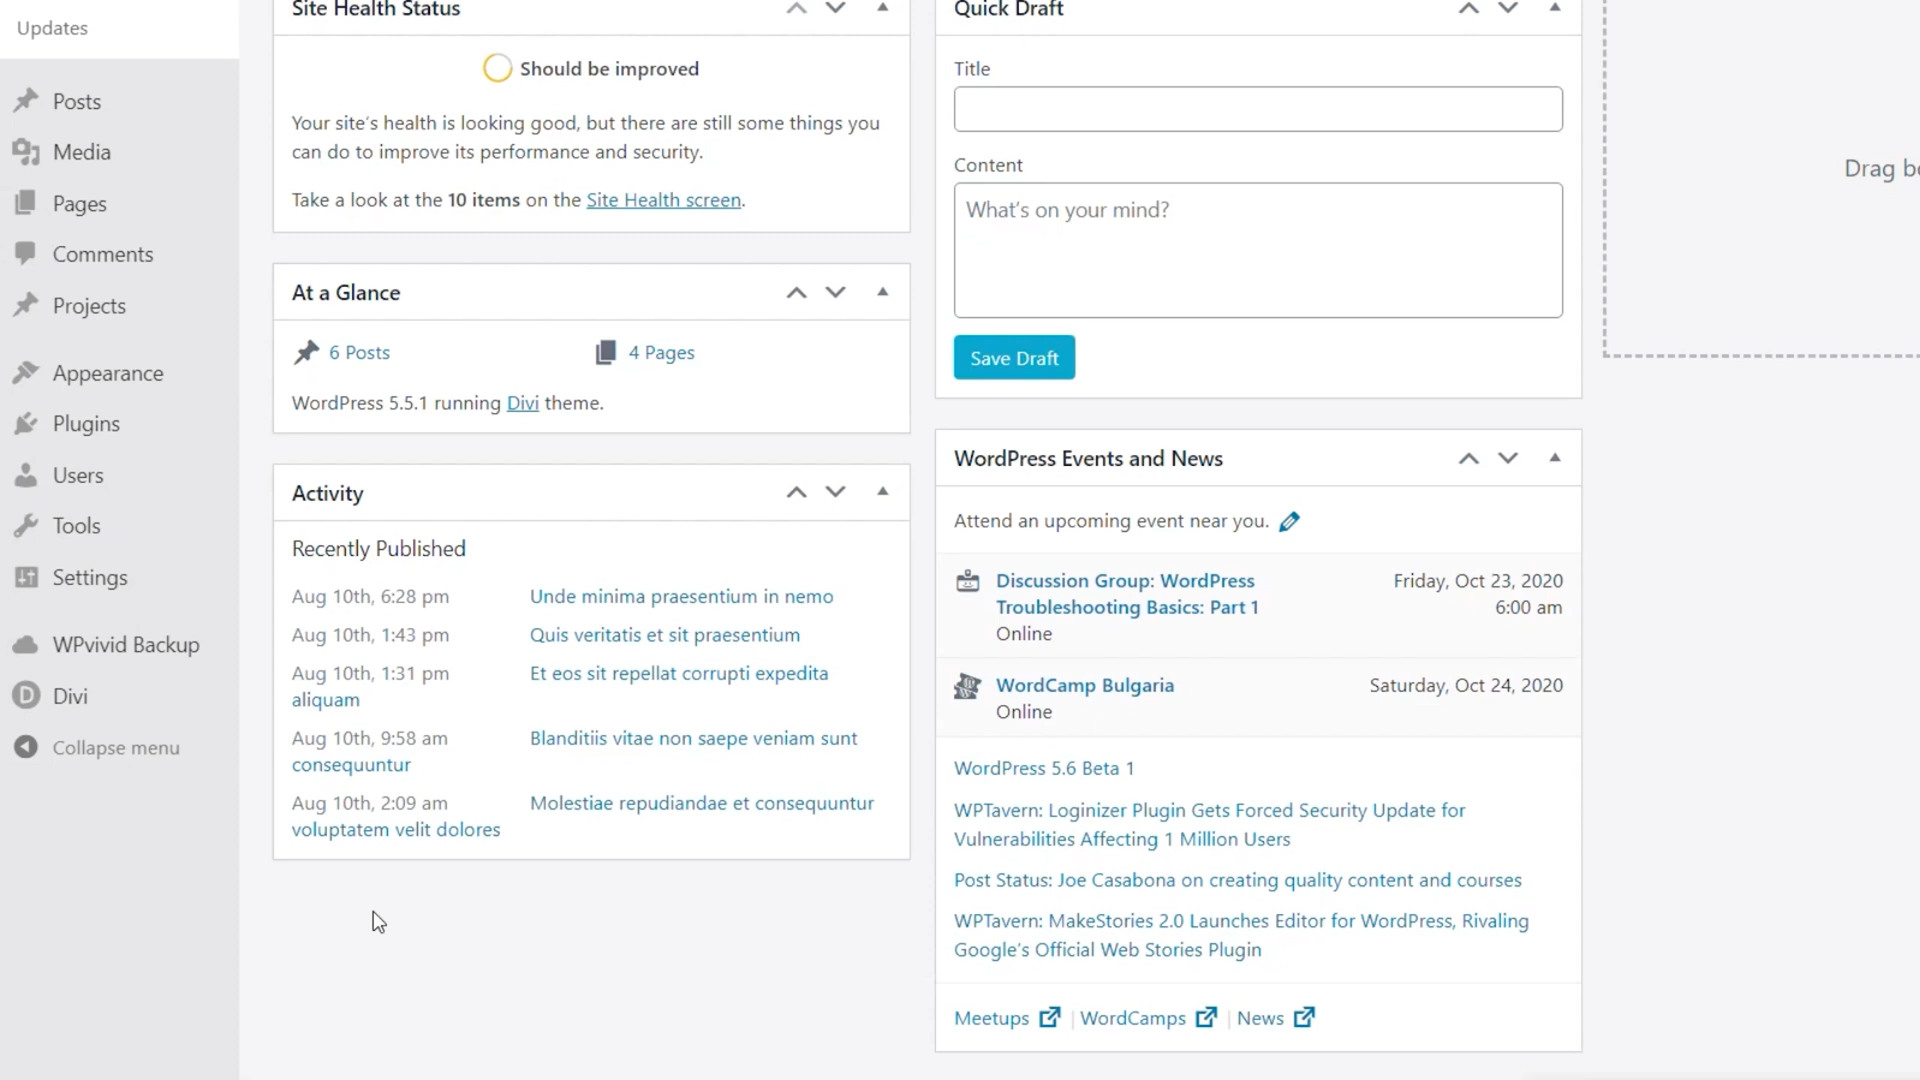 Updates
Posts
Media
Pages
Comments
Projects
Appearance
Plugins
Users
Tools
Settings
WPvivid Backup
Divi
Collapse menu
Site Health Status
Should be improved
Your site's health is looking good, but there are still some things you
can do to improve its performance and security.
Take a look at the 10 items on the Site Health screen.
At a Glance
6 Posts
4 Pages
WordPress 5.5.1 running Divi theme.
Activity
Recently Published
Aug 10th, 6:28 pm Unde minima praesentium in nemo
Aug 10th, 1:43 pm Quis veritatis et sit praesentium
Aug 10th, 1:31 pm Et eos sit repellat corrupti expedita
aliquam
Aug 10th, 9:58 am Blanditiis vitae non saepe veniam sunt
consequuntur
Aug 10th, 2:09 am Molestiae repudiandae et consequuntur
voluptatem velit dolores
Quick Draft
Title
Content
What's on your mind?
Save Draft
WordPress Events and News
Attend an upcoming event near you.
Discussion Group: WordPress Friday, Oct 23, 2020
Troubleshooting Basics: Part 1 6:00 am
Online
WordCamp Bulgaria Saturday, Oct 24, 2020
Online
WordPress 5.6 Beta 1
WPTavern: Loginizer Plugin Gets Forced Security Update for
Vulnerabilities Affecting 1 Million Users
Post Status: Joe Casabona on creating quality content and courses
WPTavern: MakeStories 2.0 Launches Editor for WordPress, Rivaling
Google's Official Web Stories Plugin
Meetups | WordCamps | News
Drag